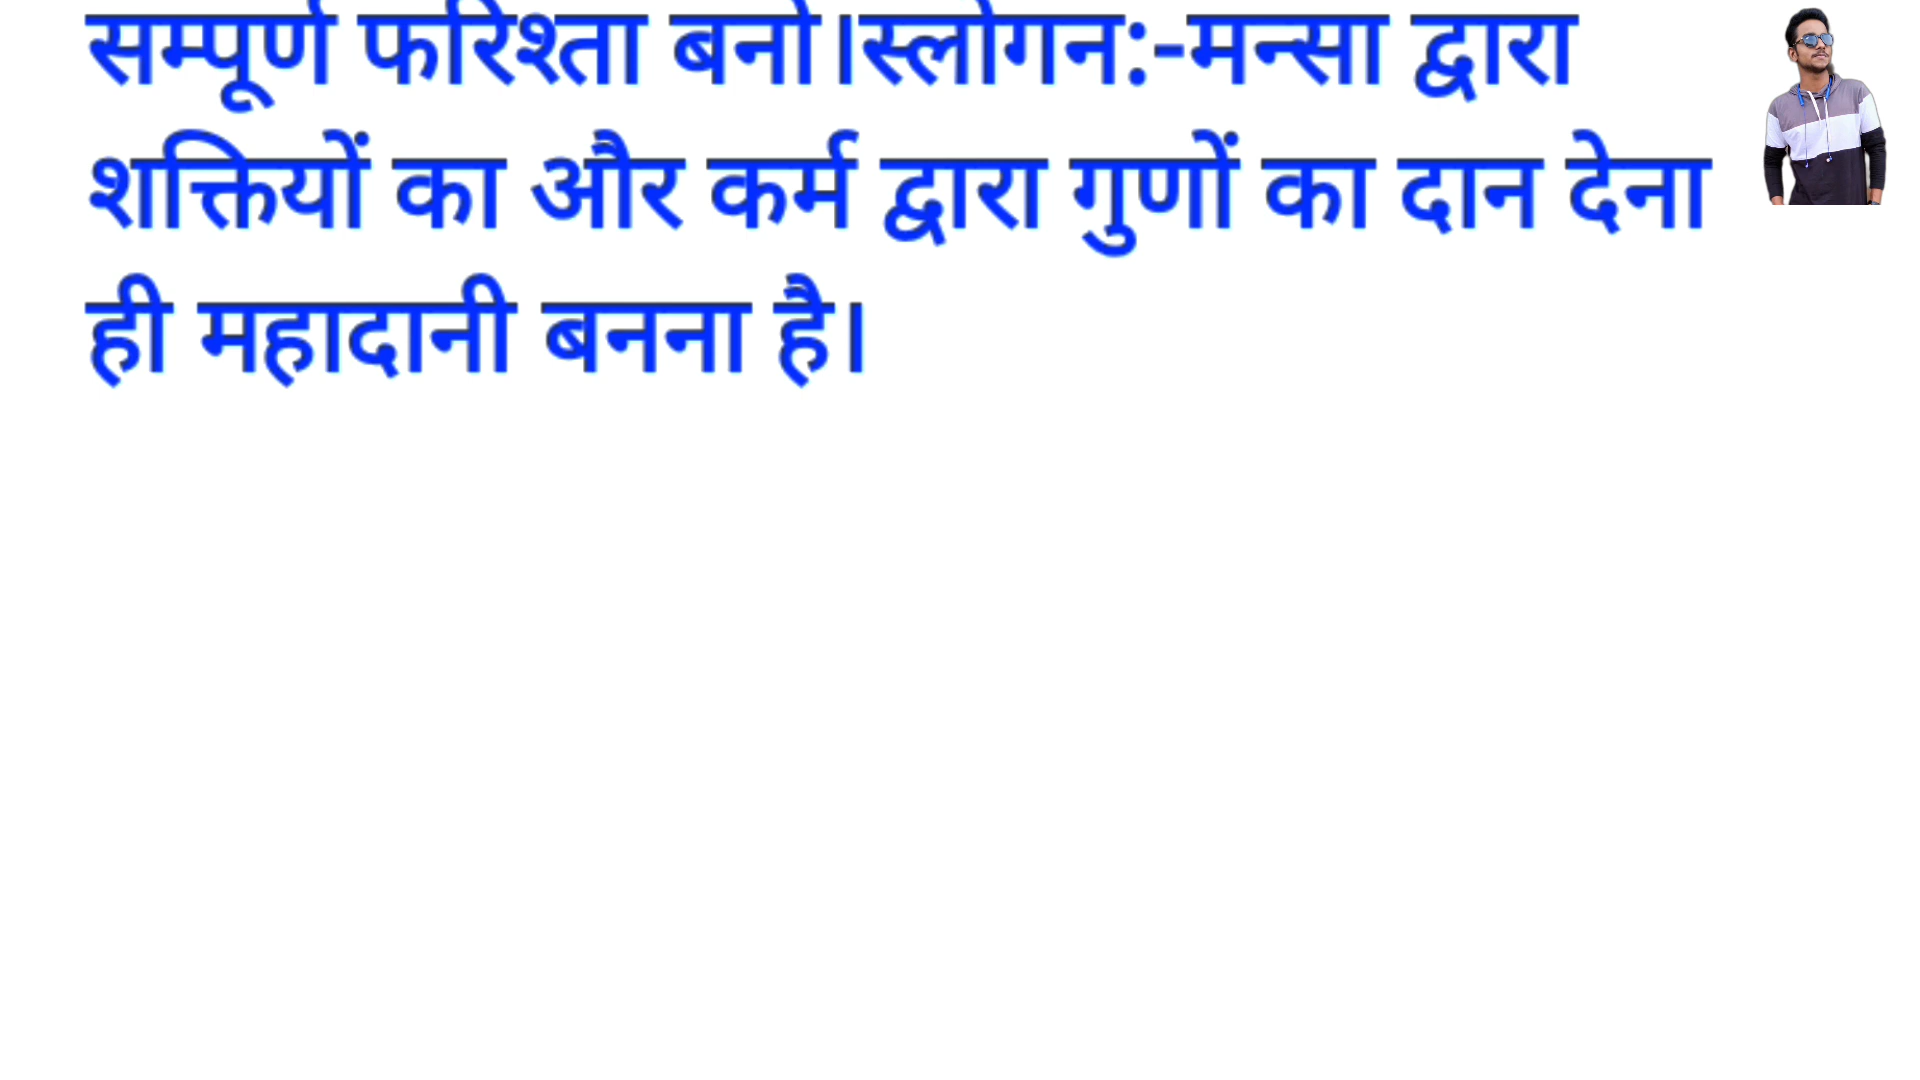 सम्पूर्ण फरिश्ता बनो।स्लोगन:-मन्सा द्वारा
शक्तियों का और कर्म द्वारा गुणों का दान देना
ही महादानी बनना है।